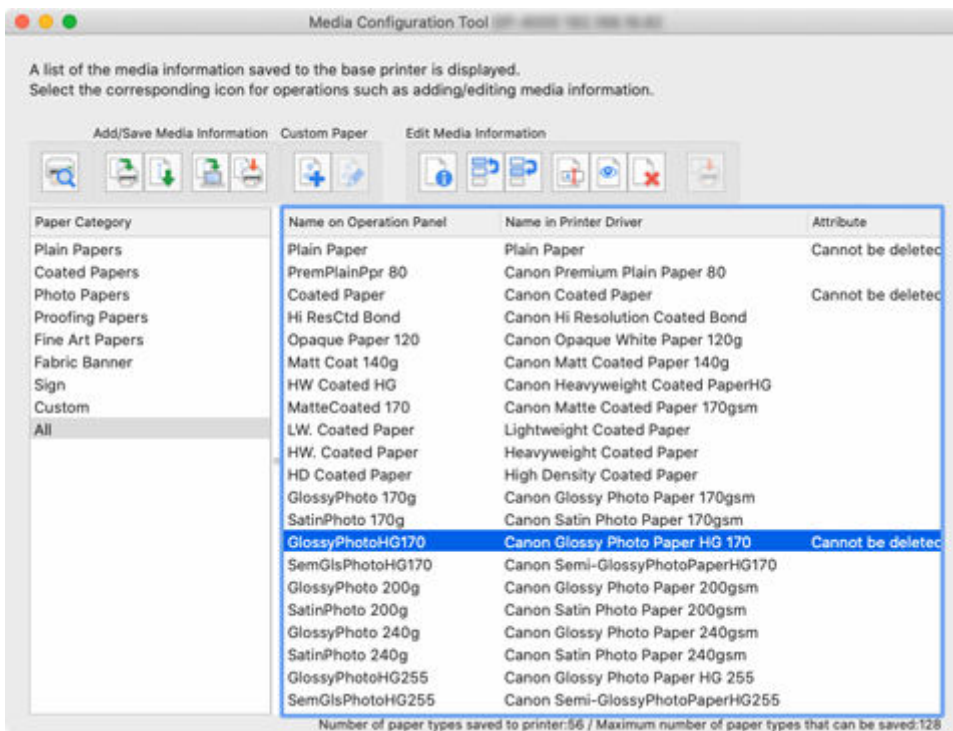 Media Configuration Tool
A list of the media information saved to the base printer is displayed.
Select the corresponding icon for operations such as adding/editing media information.
Add/Save Media Information Custom Paper Edit Media Information
Paper Category
Plain Papers
Coated Papers
Photo Papers
Proofing Papers
Fine Art Papers
Fabric Banner
Sign
Custom
All
Name on Operation Panel Name in Printer Driver Attribute
Plain Paper Plain Paper Cannot be deleted
PremPlainPpr 80 Canon Premium Plain Paper 80
Coated Paper Canon Coated Paper Cannot be deleted
Hi ResCtd Bond Canon Hi Resolution Coated Bond
Opaque Paper 120 Canon Opaque White Paper 120g
Matt Coat 140g Canon Matt Coated Paper 140g
HW Coated HG Canon Heavyweight Coated PaperHG
MatteCoated 170 Canon Matte Coated Paper 170gsm
LW. Coated Paper Lightweight Coated Paper
HW. Coated Paper Heavyweight Coated Paper
HD Coated Paper High Density Coated Paper
GlossyPhoto 170g Canon Glossy Photo Paper 170gsm
SatinPhoto 170g Canon Satin Photo Paper 170gsm
GlossyPhotoHG170 Canon Glossy Photo Paper HG 170 Cannot be deleted
SemGlsPhotoHG170 Canon Semi-GlossyPhotoPaperHG170
GlossyPhoto 200g Canon Glossy Photo Paper 200gsm
SatinPhoto 200g Canon Satin Photo Paper 200gsm
GlossyPhoto 240g Canon Glossy Photo Paper 240gsm
SatinPhoto 240g Canon Satin Photo Paper 240gsm
GlossyPhotoHG255 Canon Glossy Photo Paper HG 255
SemGlsPhotoHG255 Canon Semi-GlossyPhotoPaperHG255
Number of paper types saved to printer:56 / Maximum number of paper types that can be saved:128